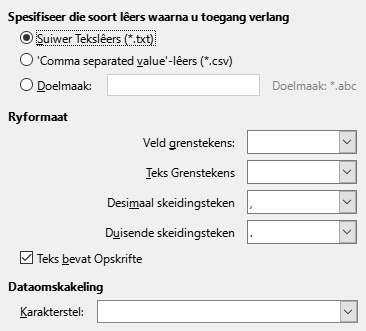 Spesifiseer die soort lêers waarna u toegang verlang
Suiwer Tekslêers (*.txt)
'Comma separated value'-lêers (*.csv)
Doelmaak: Doelmaak: *.abc
Ryformaat
Veld grenstekens:
Teks Grenstekens
Desimaal skeidingsteken ,
Duisende skeidingsteken .
Teks bevat Opskrifte
Dataomskakeling
Karakterstel: